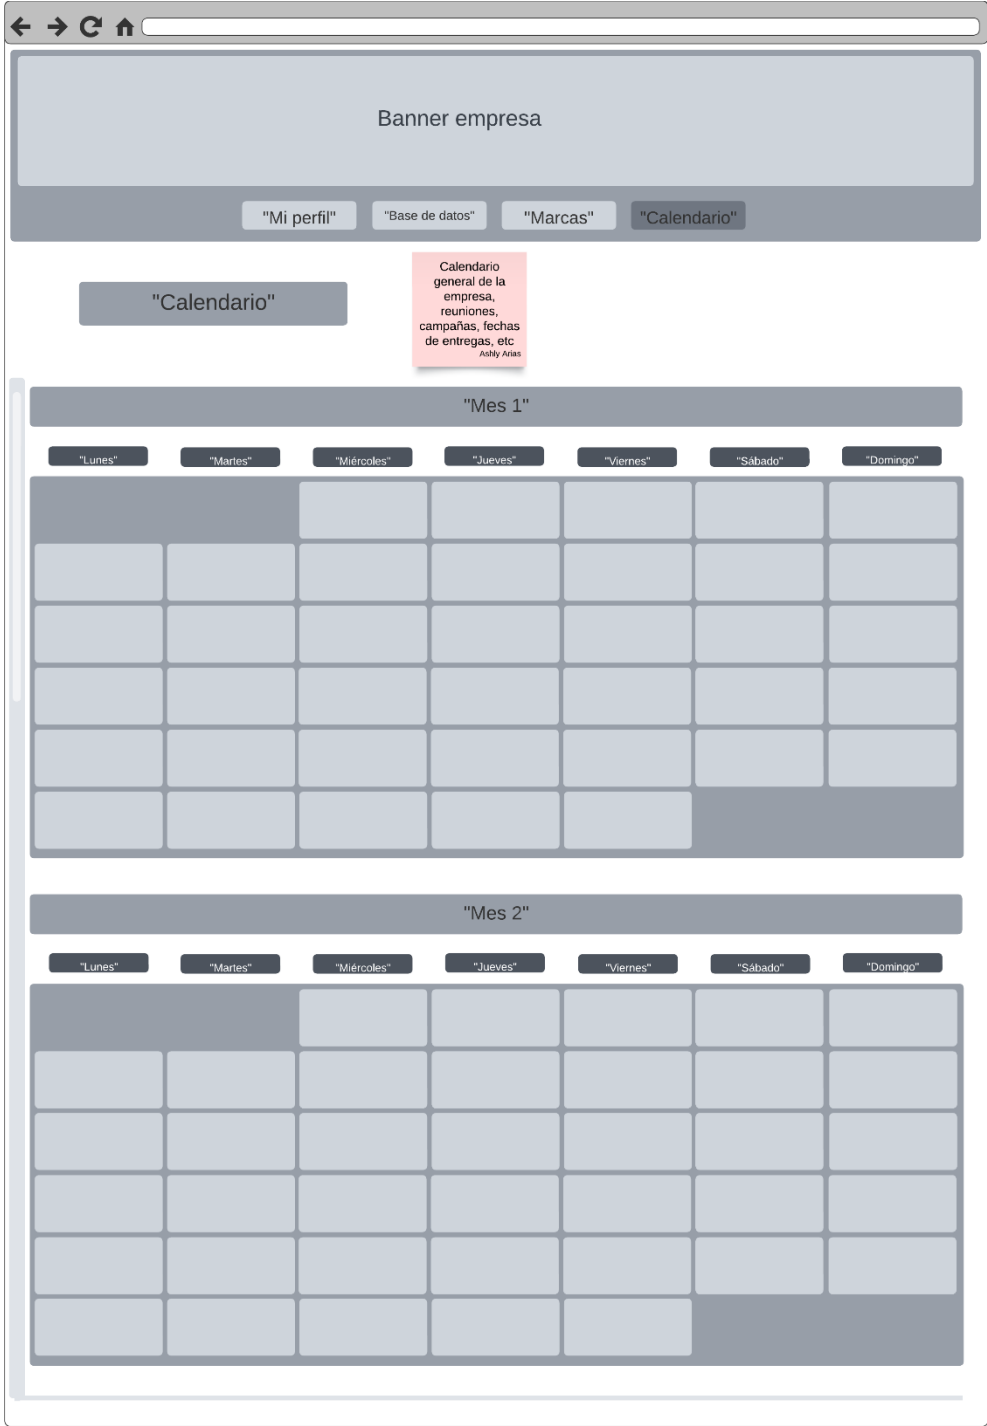 Banner empresa
"Mi perfil" "Base de datos" "Marcas" "Calendario"
"Calendario"
Calendario
general de la
empresa,
reuniones,
campañas, fechas
de entregas, etc
Ashly Arias
"Mes 1"
"Lunes" "Martes" "Miércoles" "Jueves" "Viernes" "Sábado" "Domingo"
"Mes 2"
"Lunes" "Martes" "Miércoles" "Jueves" "Viernes" "Sábado" "Domingo"